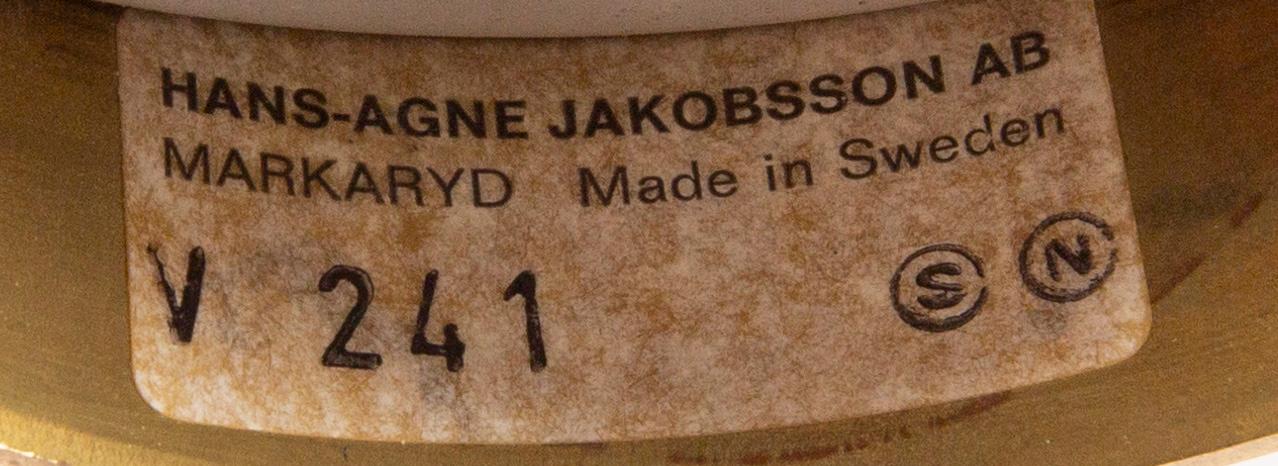 HANS-AGNE JAKOBSSON AB
MARKARYD Made in Sweden
V 241 S N